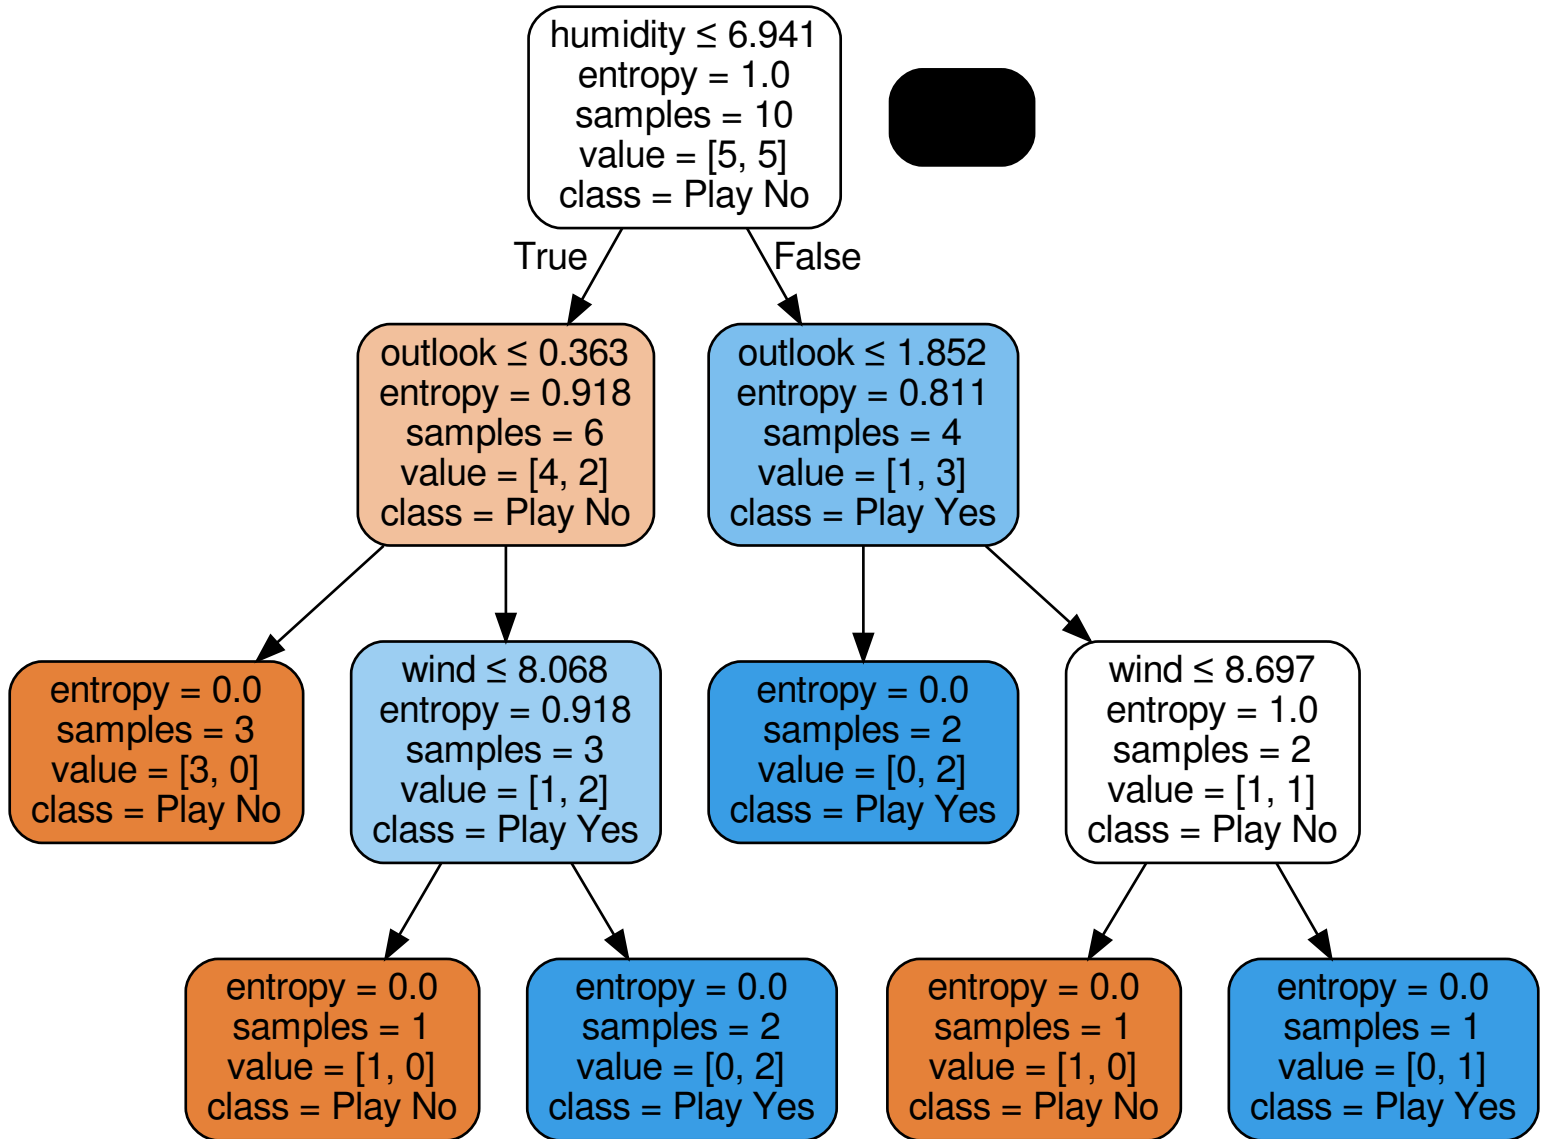 humidity ≤ 6.941
entropy = 1.0
samples = 10
value = [5, 5]
class = Play No
True
False
outlook ≤ 0.363
entropy = 0.918
samples = 6
value = [4, 2]
class = Play No
outlook ≤ 1.852
entropy = 0.811
samples = 4
value = [1, 3]
class = Play Yes
entropy = 0.0
samples = 3
value = [3, 0]
class = Play No
wind ≤ 8.068
entropy = 0.918
samples = 3
value = [1, 2]
class = Play Yes
entropy = 0.0
samples = 2
value = [0, 2]
class = Play Yes
wind ≤ 8.697
entropy = 1.0
samples = 2
value = [1, 1]
class = Play No
entropy = 0.0
samples = 1
value = [1, 0]
class = Play No
entropy = 0.0
samples = 2
value = [0, 2]
class = Play Yes
entropy = 0.0
samples = 1
value = [1, 0]
class = Play No
entropy = 0.0
samples = 1
value = [0, 1]
class = Play Yes